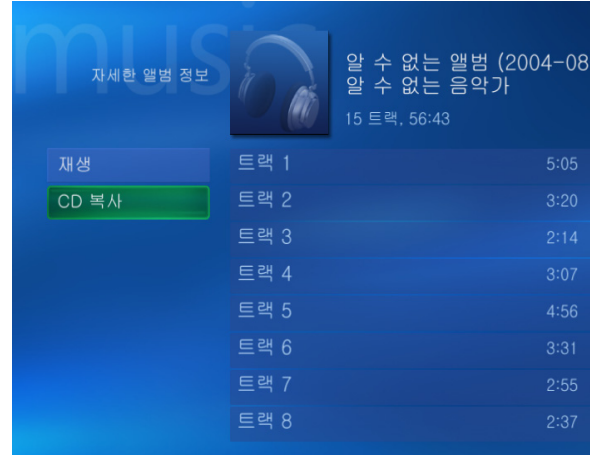 music
자세한 앨범 정보
알 수 없는 앨범 (2004-08
알 수 없는 음악가
15 트랙, 56:43
재생
CD 복사
트랙 1 5:05
트랙 2 3:20
트랙 3 2:14
트랙 4 3:07
트랙 5 4:56
트랙 6 3:31
트랙 7 2:55
트랙 8 2:37